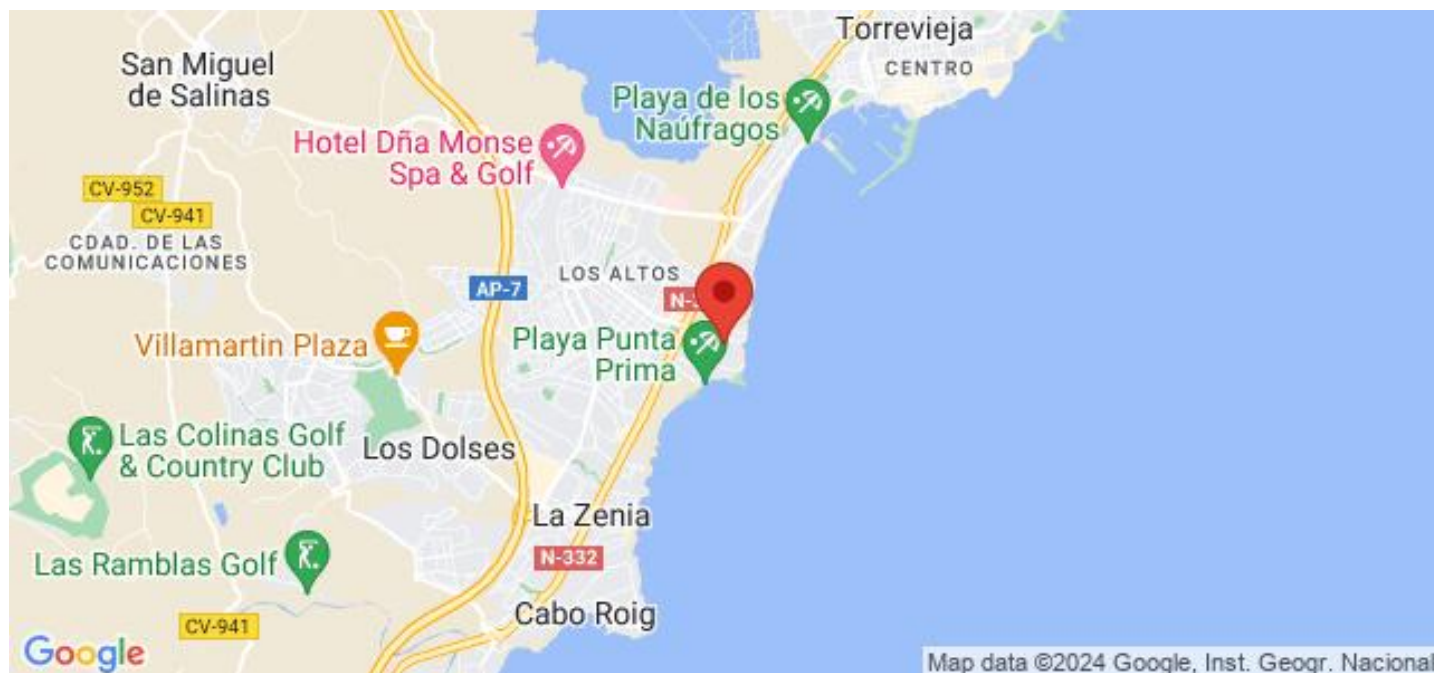 Torrevieja
CENTRO
San Miguel
de Salinas
Playa de los
Naúfragos
Hotel Dña Monse
Spa & Golf
CV-952
CV-941
CDAD. DE LAS
COMUNICACIONES
LOS ALTOS
AP-7
Villamartin Plaza
Playa Punta
Prima
Las Colinas Golf
& Country Club
Los Dolses
La Zenia
N-332
Las Ramblas Golf
Cabo Roig
CV-941
Google
Map data ©2024 Google, Inst. Geogr. Nacional